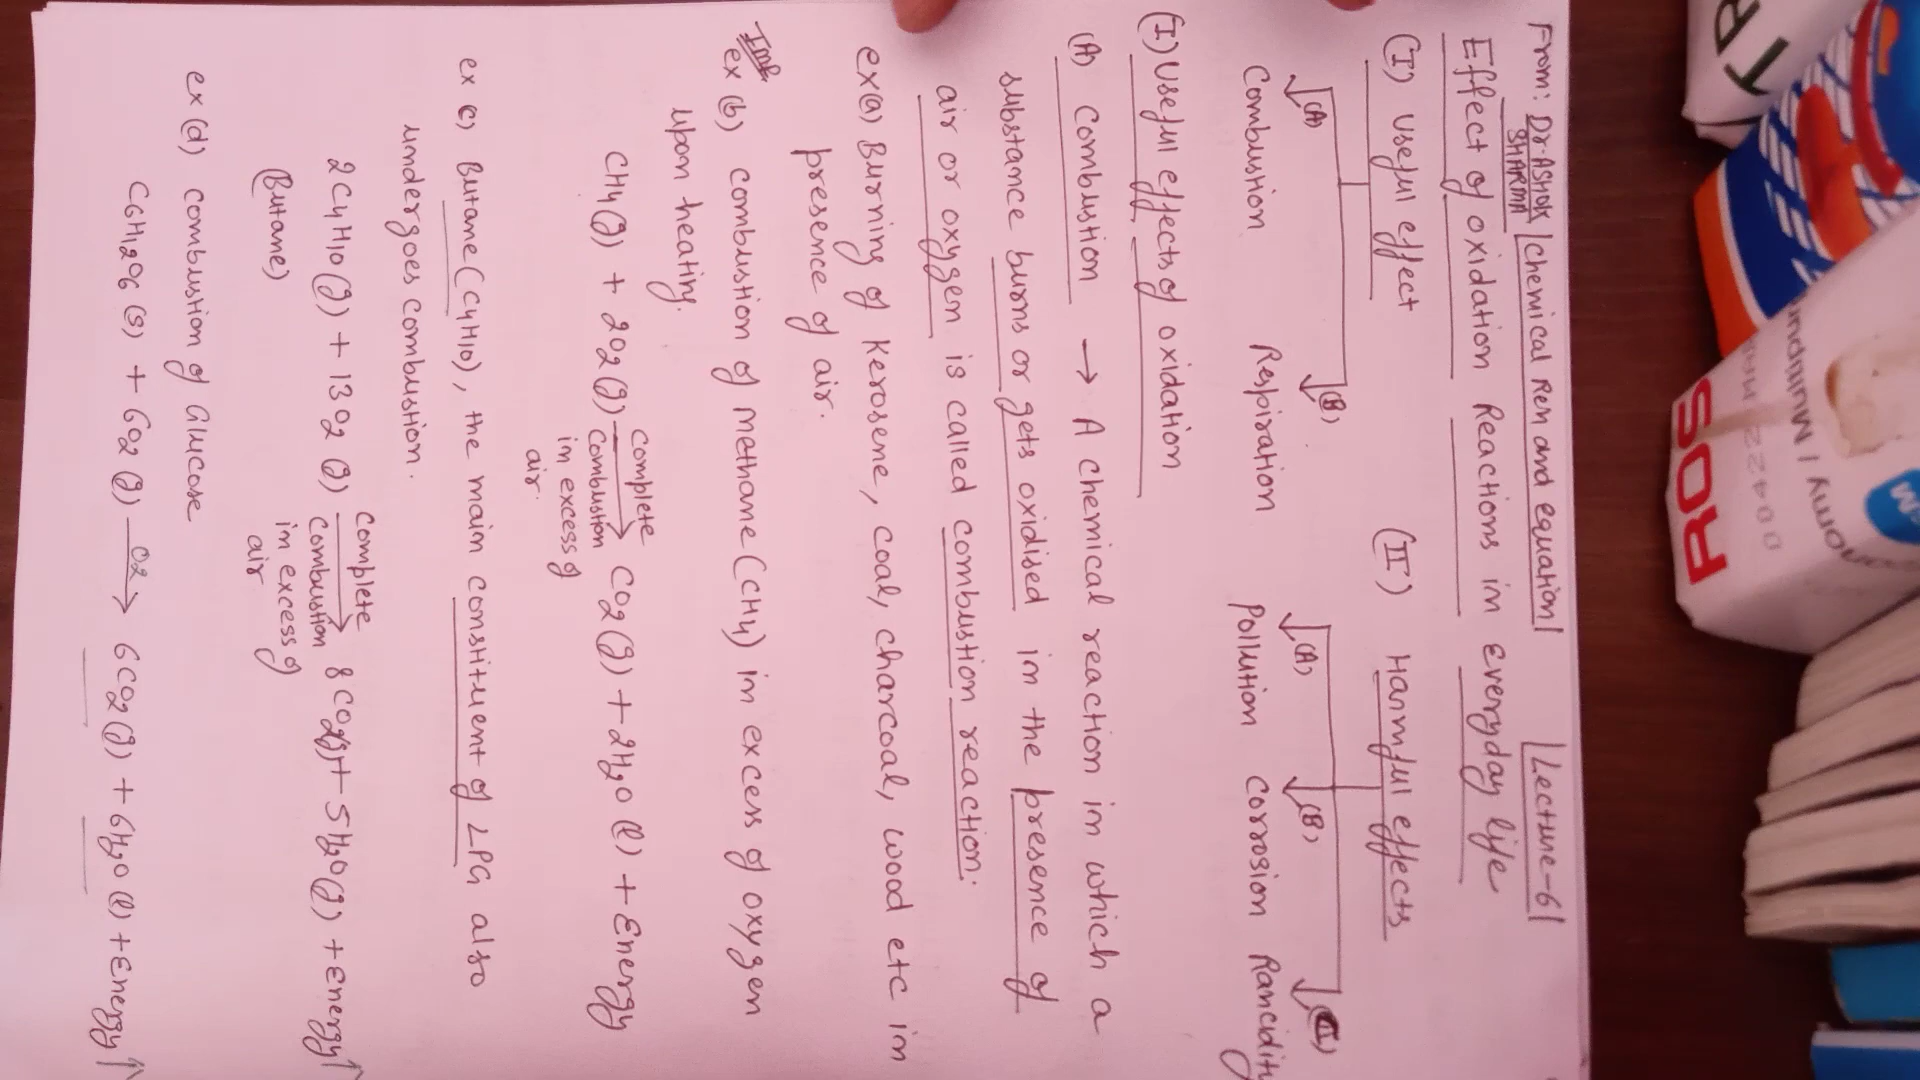 From: Dr. ASHOK SHARMA | Chemical Rxn and equation | Lecture-6 |
Effect of oxidation Reactions in everyday life
(I) Useful effect (II) Harmful effects
(A) (B) (A) (B) (C)
Combustion Respiration Pollution Corrosion Rancidity
(I) Useful effects of oxidation
(A) Combustion → A chemical reaction in which a
substance burns or gets oxidised in the presence of
air or oxygen is called combustion reaction.
ex (a) Burning of Kerosene, coal, charcoal, wood etc in
presence of air.
Imp
ex (b) combustion of methane (CH4) in excess of oxygen
upon heating.
CH4(g) + 2O2(g) complete combustion in excess of air → CO2(g) + 2H2O(l) + Energy
ex (c) Butane (C4H10), the main constituent of LPG also
undergoes combustion.
2C4H10(g) + 13O2(g) complete combustion in excess of air → 8CO2(g) + 5H2O(g) + Energy↑
(Butane)
ex (d) combustion of Glucose
C6H12O6(s) + 6O2(g) O2 → 6CO2(g) + 6H2O(l) + Energy↑
TR
ROS